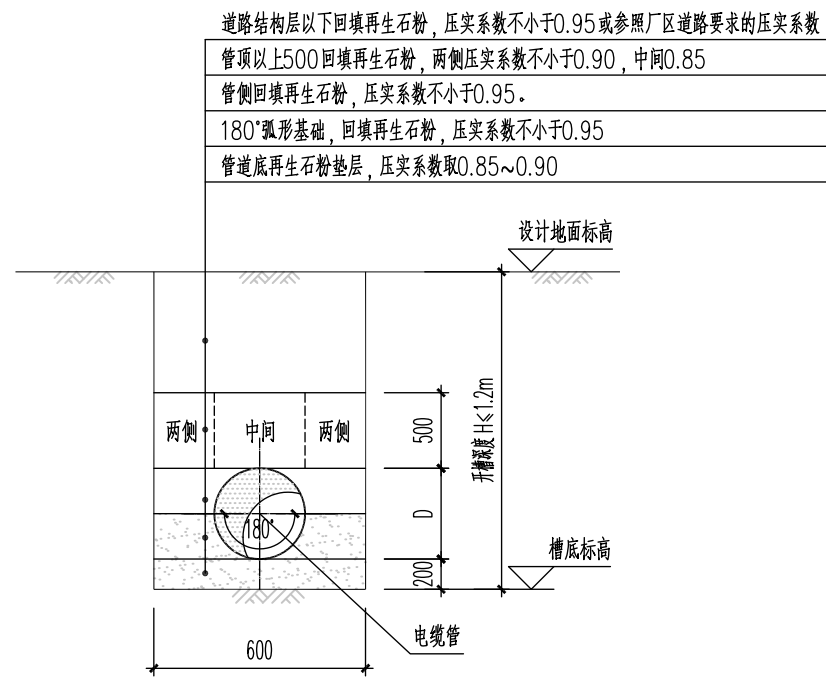 道路结构层以下回填再生石粉，压实系数不小于0.95或参照厂区道路要求的压实系数
管顶以上500回填再生石粉，两侧压实系数不小于0.90，中间0.85
管侧回填再生石粉，压实系数不小于0.95。
180°弧形基础，回填再生石粉，压实系数不小于0.95
管道底再生石粉垫层，压实系数取0.85~0.90
设计地面标高
两侧
中间
两侧
500
开槽深度H≤1.2m
D
180°
200
槽底标高
电缆管
600